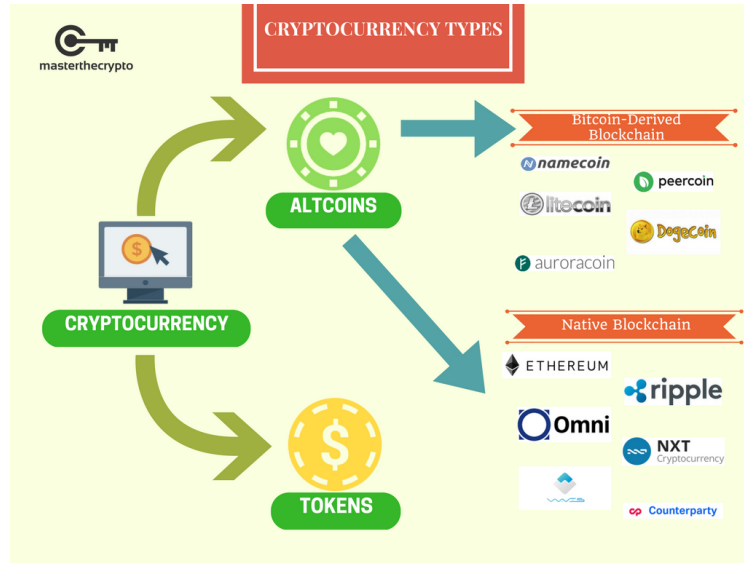 CRYPTOCURRENCY TYPES
masterthecrypto
ALTCOINS
CRYPTOCURRENCY
TOKENS
Bitcoin-Derived
Blockchain
namecoin
peercoin
litecoin
Dogecoin
auroracoin
Native Blockchain
ETHEREUM
ripple
Omni
NXT
Cryptocurrency
Counterparty